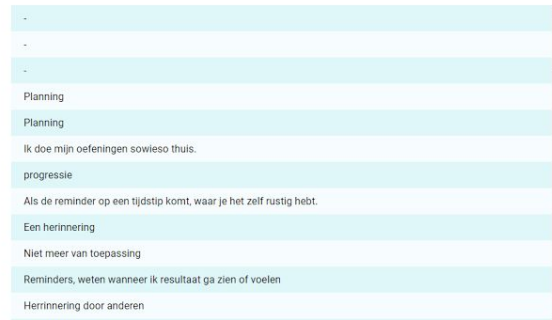 -
-
-
Planning
Planning
Ik doe mijn oefeningen sowieso thuis.
progressie
Als de reminder op een tijdstip komt, waar je het zelf rustig hebt.
Een herinnering
Niet meer van toepassing
Reminders, weten wanneer ik resultaat ga zien of voelen
Herrinnering door anderen